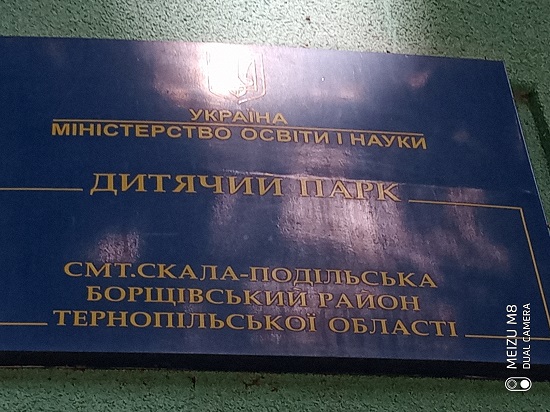 УКРАЇНА
МІНІСТЕРСТВО ОСВІТИ І НАУКИ
ДИТЯЧИЙ ПАРК
СМТ.СКАЛА-ПОДІЛЬСЬКА
БОРЩІВСЬКИЙ РАЙОН
ТЕРНОПІЛЬСЬКОЇ ОБЛАСТІ
MEIZU M8
DUAL CAMERA